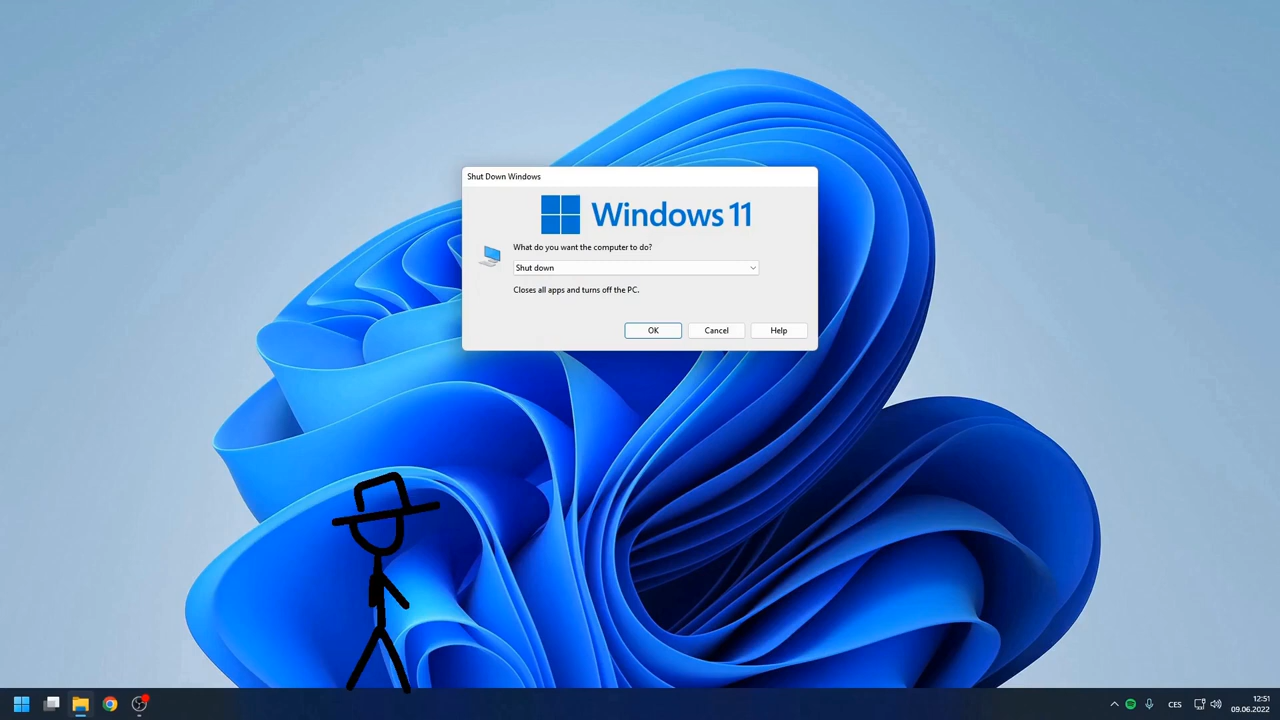 Shut Down Windows
Windows 11
What do you want the computer to do?
Shut down
Closes all apps and turns off the PC.
OK
Cancel
Help
CES
12:51
09.06.2022